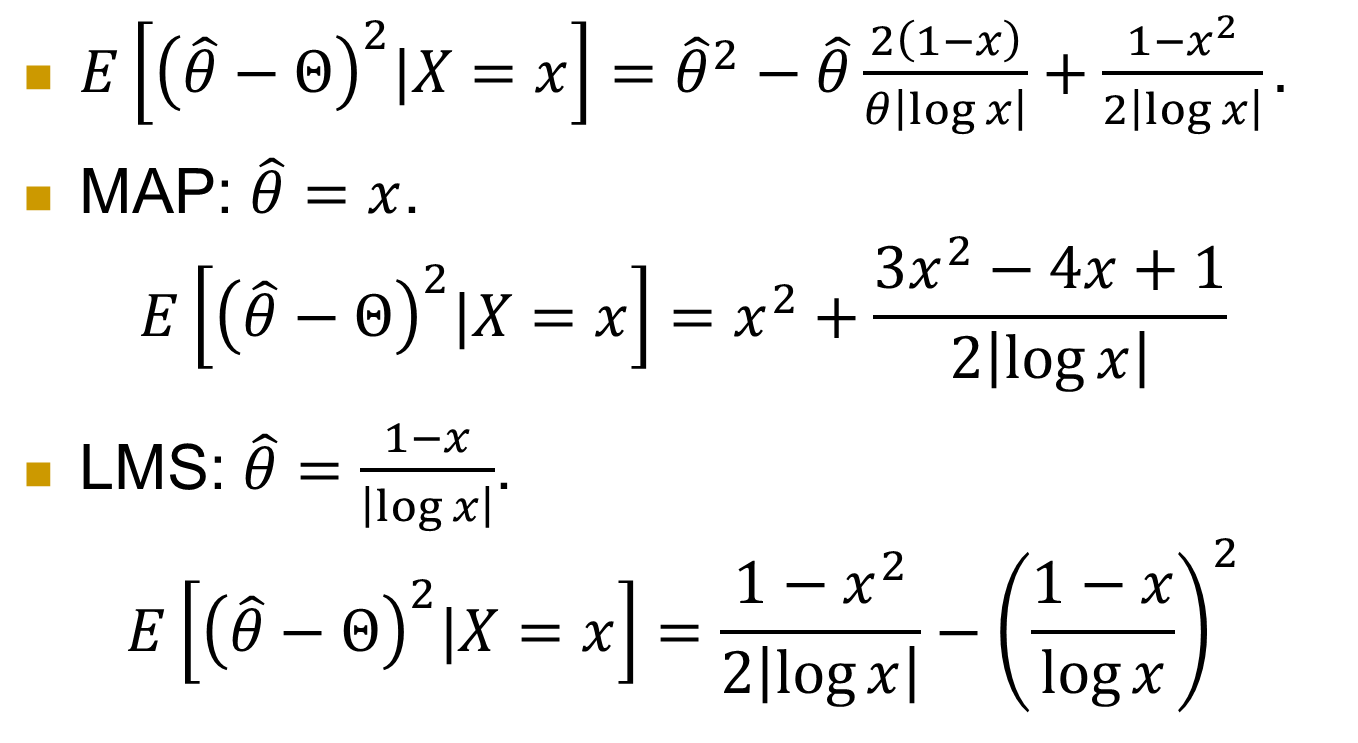 ▪ E[(θ̂ − Θ)²|X = x] = θ̂² − θ̂ 2(1−x)/(θ|log x|) + (1−x²)/(2|log x|).
▪ MAP: θ̂ = x.
E[(θ̂ − Θ)²|X = x] = x² + (3x² − 4x + 1)/(2|log x|)
▪ LMS: θ̂ = (1−x)/|log x|.
E[(θ̂ − Θ)²|X = x] = (1 − x²)/(2|log x|) − ((1 − x)/log x)²